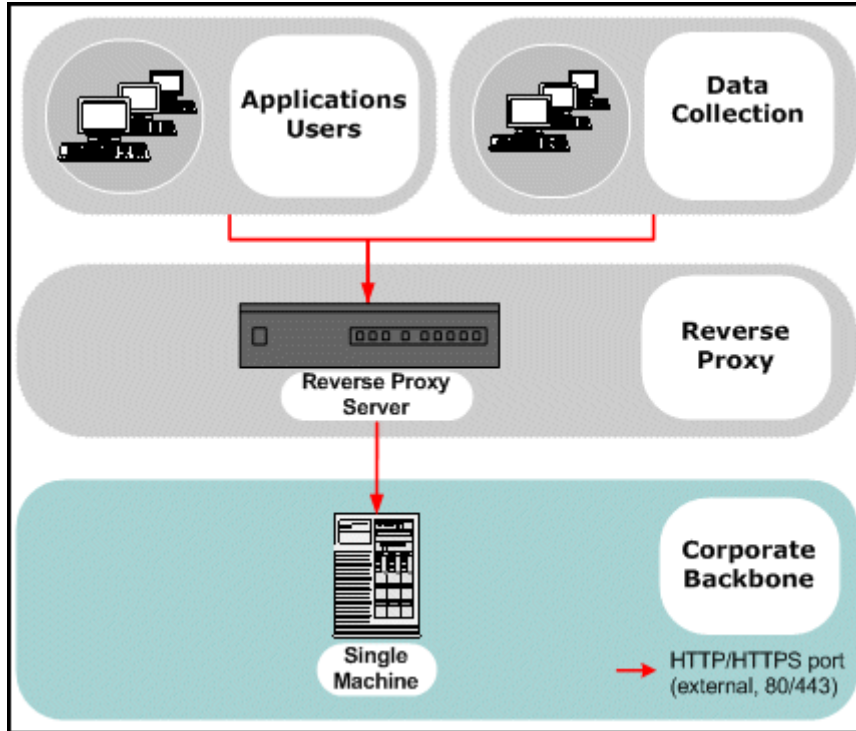 Applications
Users
Data
Collection
Reverse
Proxy
Reverse Proxy
Server
Corporate
Backbone
Single
Machine
HTTP/HTTPS port
(external, 80/443)